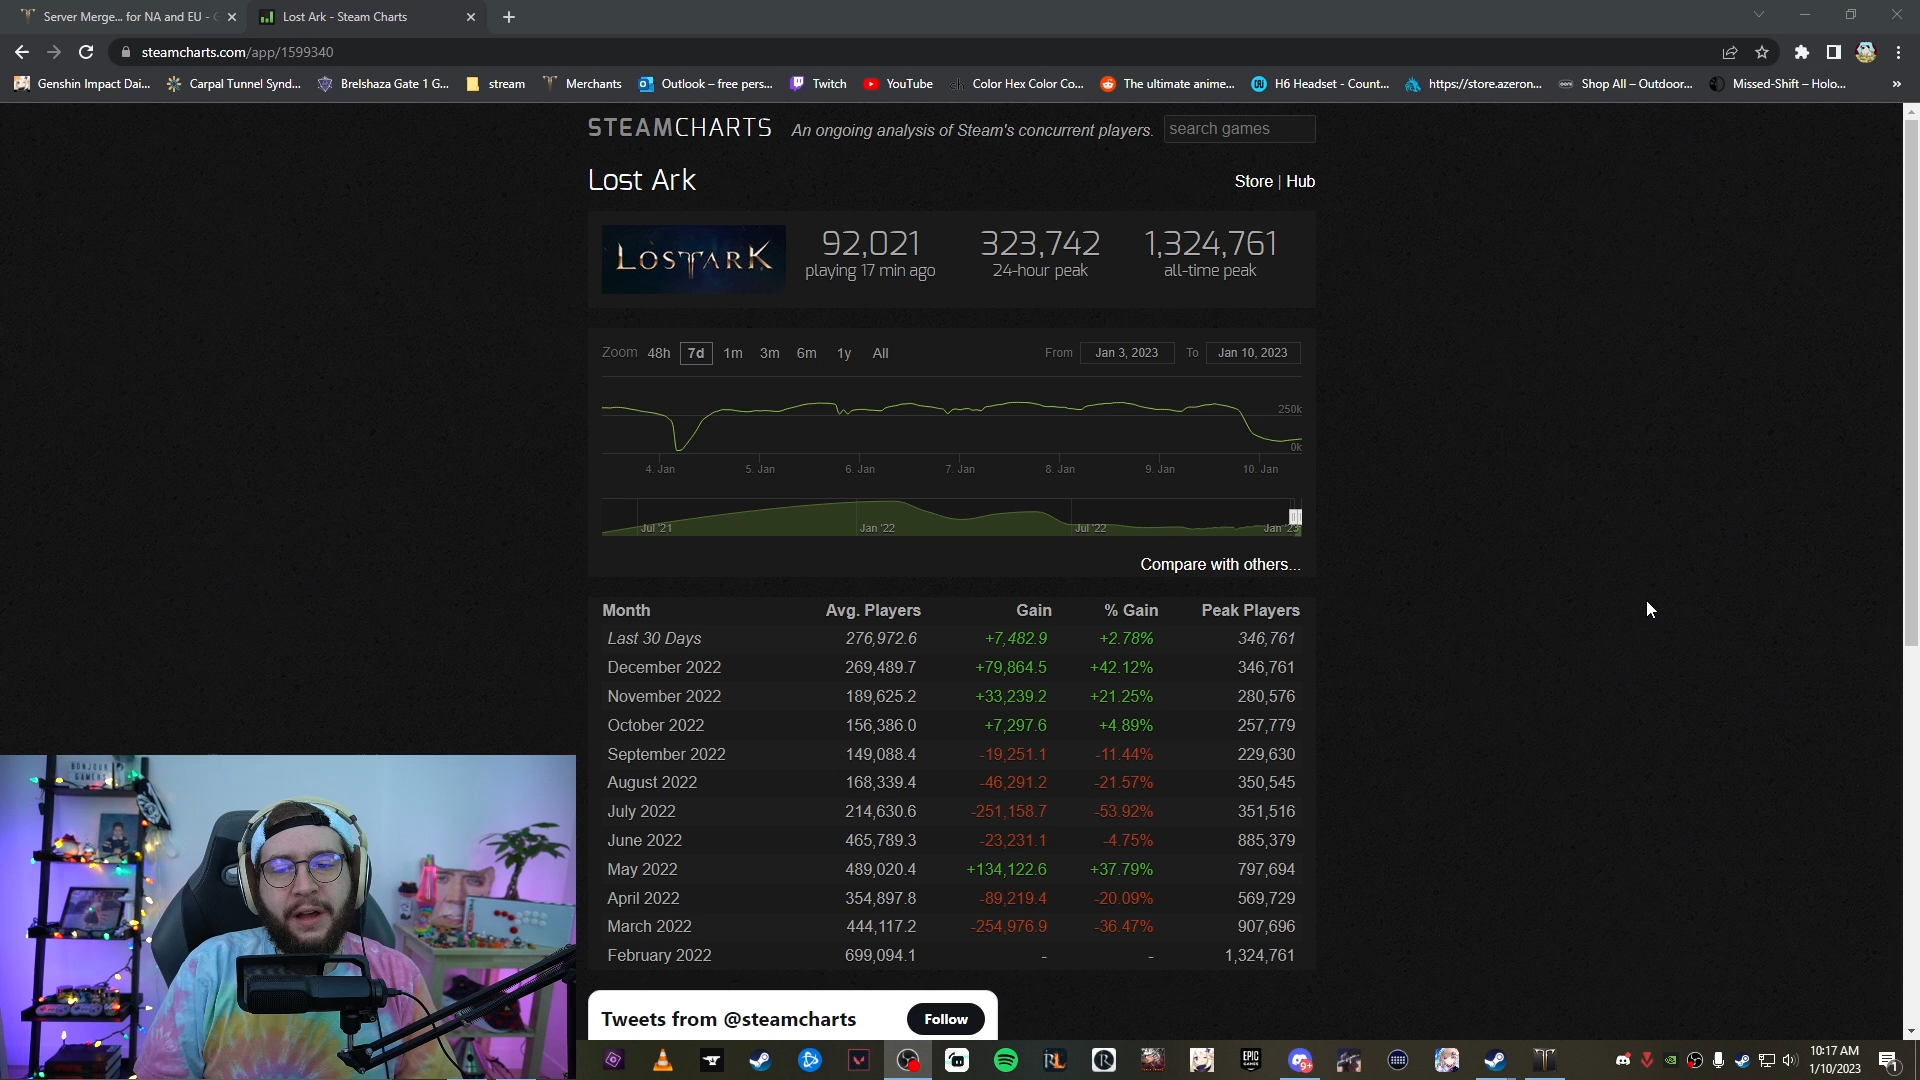 Server Merge... for NA and EU -
Lost Ark - Steam Charts
steamcharts.com/app/1599340
Genshin Impact Dai...
Carpal Tunnel Synd...
Brelshaza Gate 1 G...
stream
Merchants
Outlook – free pers...
Twitch
YouTube
Color Hex Color Co...
The ultimate anime...
H6 Headset - Count...
https://store.azeron...
Shop All – Outdoor...
Missed-Shift – Holo...
STEAMCHARTS An ongoing analysis of Steam's concurrent players. search games
Lost Ark
Store | Hub
LOST ARK
92,021
playing 17 min ago
323,742
24-hour peak
1,324,761
all-time peak
Zoom 48h 7d 1m 3m 6m 1y All
From Jan 3, 2023 To Jan 10, 2023
250k
0k
4. Jan 5. Jan 6. Jan 7. Jan 8. Jan 9. Jan 10. Jan
Jul '21 Jan '22 Jul '22 Jan '23
Compare with others...
Month Avg. Players Gain % Gain Peak Players
Last 30 Days 276,972.6 +7,482.9 +2.78% 346,761
December 2022 269,489.7 +79,864.5 +42.12% 346,761
November 2022 189,625.2 +33,239.2 +21.25% 280,576
October 2022 156,386.0 +7,297.6 +4.89% 257,779
September 2022 149,088.4 -19,251.1 -11.44% 229,630
August 2022 168,339.4 -46,291.2 -21.57% 350,545
July 2022 214,630.6 -251,158.7 -53.92% 351,516
June 2022 465,789.3 -23,231.1 -4.75% 885,379
May 2022 489,020.4 +134,122.6 +37.79% 797,694
April 2022 354,897.8 -89,219.4 -20.09% 569,729
March 2022 444,117.2 -254,976.9 -36.47% 907,696
February 2022 699,094.1 - - 1,324,761
BONJOUR
GAMERS
Tweets from @steamcharts Follow
RL
R
EPIC
GAMES
9+
10:17 AM
1/10/2023
1